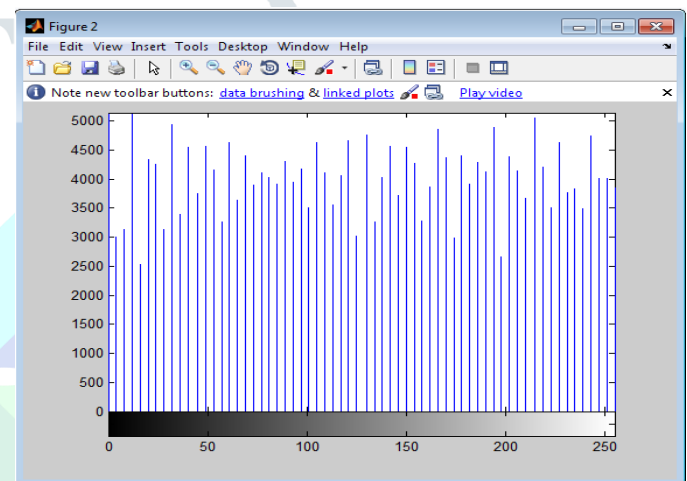 Figure 2
File Edit View Insert Tools Desktop Window Help
Note new toolbar buttons: data brushing & linked plots Play video
5000
4500
4000
3500
3000
2500
2000
1500
1000
500
0
0 50 100 150 200 250